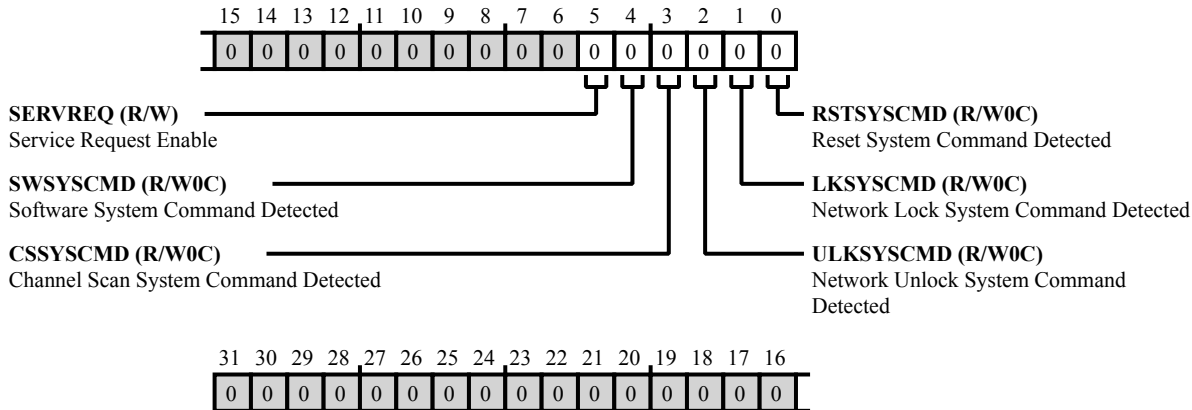 15 14 13 12 11 10 9 8 7 6 5 4 3 2 1 0
0 0 0 0 0 0 0 0 0 0 0 0 0 0 0 0
SERVREQ (R/W)
Service Request Enable
RSTSYSCMD (R/W0C)
Reset System Command Detected
SWSYSCMD (R/W0C)
Software System Command Detected
LKSYSCMD (R/W0C)
Network Lock System Command Detected
CSSYSCMD (R/W0C)
Channel Scan System Command Detected
ULKSYSCMD (R/W0C)
Network Unlock System Command
Detected
31 30 29 28 27 26 25 24 23 22 21 20 19 18 17 16
0 0 0 0 0 0 0 0 0 0 0 0 0 0 0 0